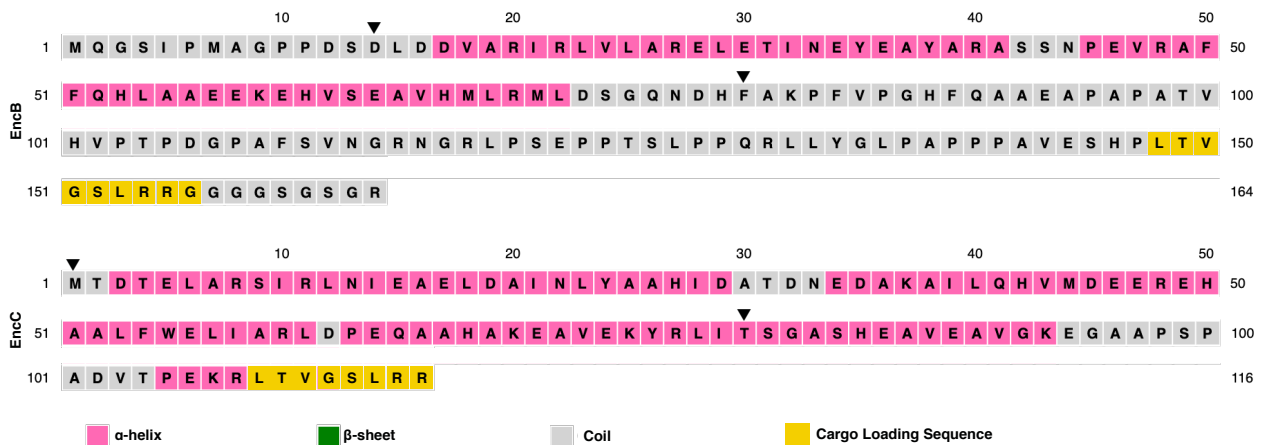 10 20 30 40 50
1 M Q G S I P M A G P P D S D L D D V A R I R L V L A R E L E T I N E Y E A Y A R A S S N P E V R A F 50
51 F Q H L A A E E K E H V S E A V H M L R M L D S G Q N D H F A K P F V P G H F Q A A E A P A P A T V 100
EncB
101 H V P T P D G P A F S V N G R N G R L P S E P P T S L P P Q R L L Y G L P A P P P A V E S H P L T V 150
151 G S L R R G G G G S G S G R 164
10 20 30 40 50
1 M T D T E L A R S I R L N I E A E L D A I N L Y A A H I D A T D N E D A K A I L Q H V M D E E R E H 50
EncC
51 A A L F W E L I A R L D P E Q A A H A K E A V E K Y R L I T S G A S H E A V E A V G K E G A A P S P 100
101 A D V T P E K R L T V G S L R R 116
α-helix β-sheet Coil Cargo Loading Sequence